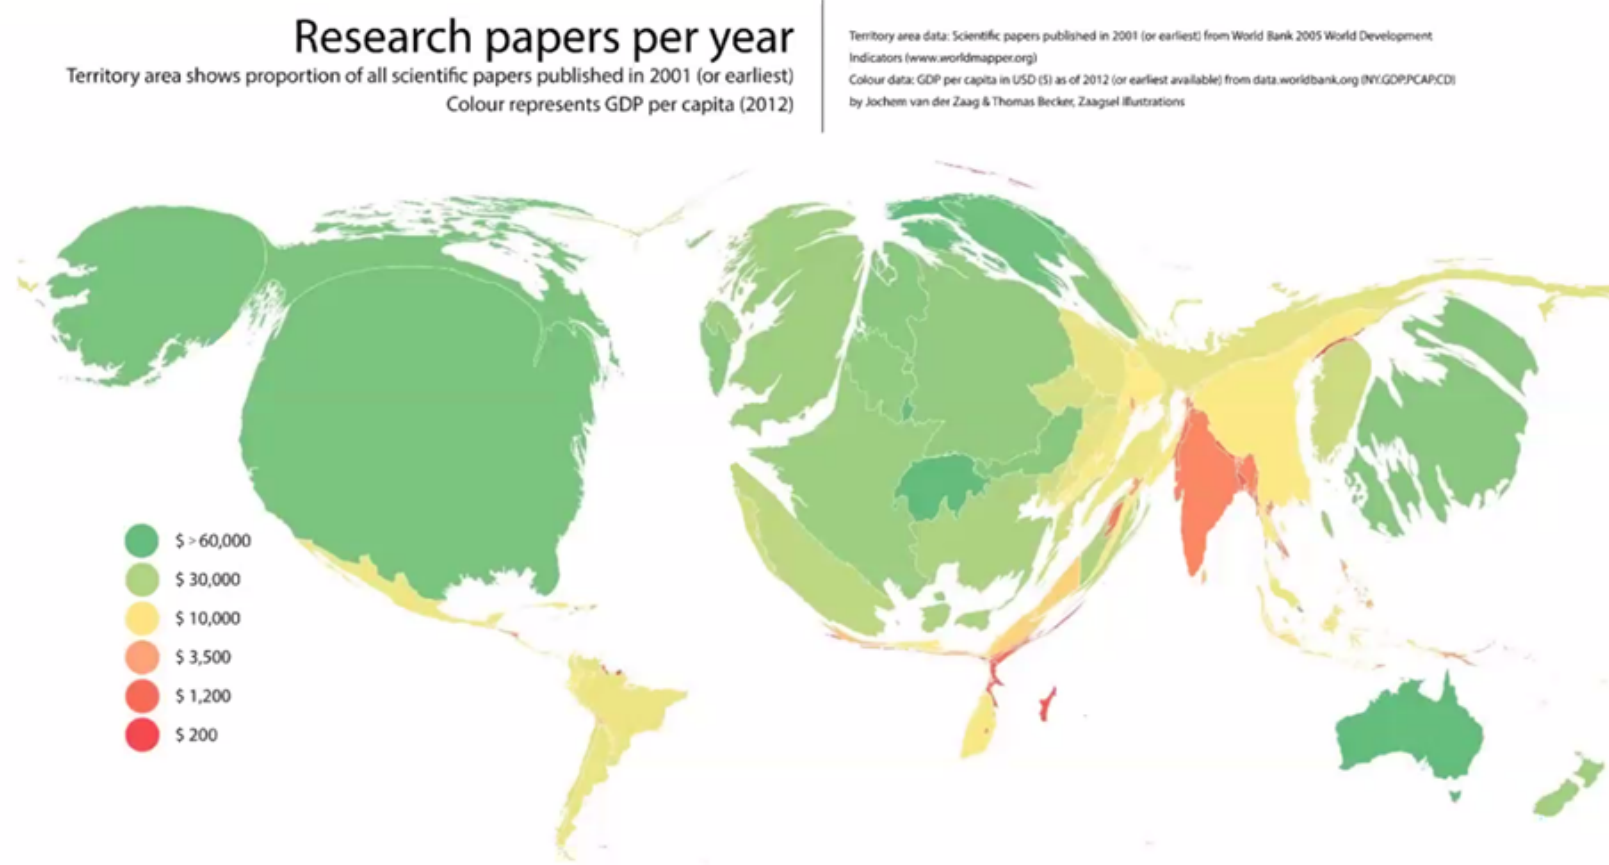 Research papers per year
Territory area shows proportion of all scientific papers published in 2001 (or earliest)
Colour represents GDP per capita (2012)
Territory area data: Scientific papers published in 2001 (or earliest) from World Bank 2005 World Development
Indicators (www.worldmapper.org)
Colour data: GDP per capita in USD ($) as of 2012 (or earliest available) from data.worldbank.org (NY.GDP.PCAP.CD)
by Jochem van der Zaag & Thomas Becker, Zaagsel illustrations
$ >60,000
$ 30,000
$ 10,000
$ 3,500
$ 1,200
$ 200